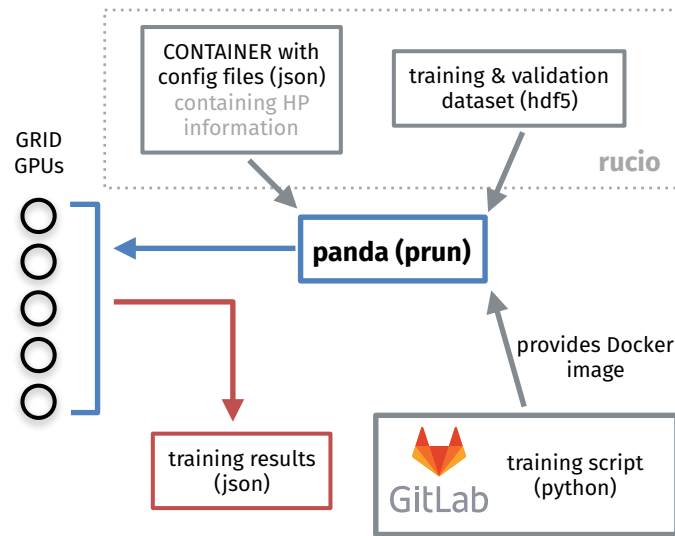 CONTAINER with
config files (json)
containing HP
information
training & validation
dataset (hdf5)
rucio
GRID
GPUs
panda (prun)
provides Docker
image
training results
(json)
GitLab
training script
(python)